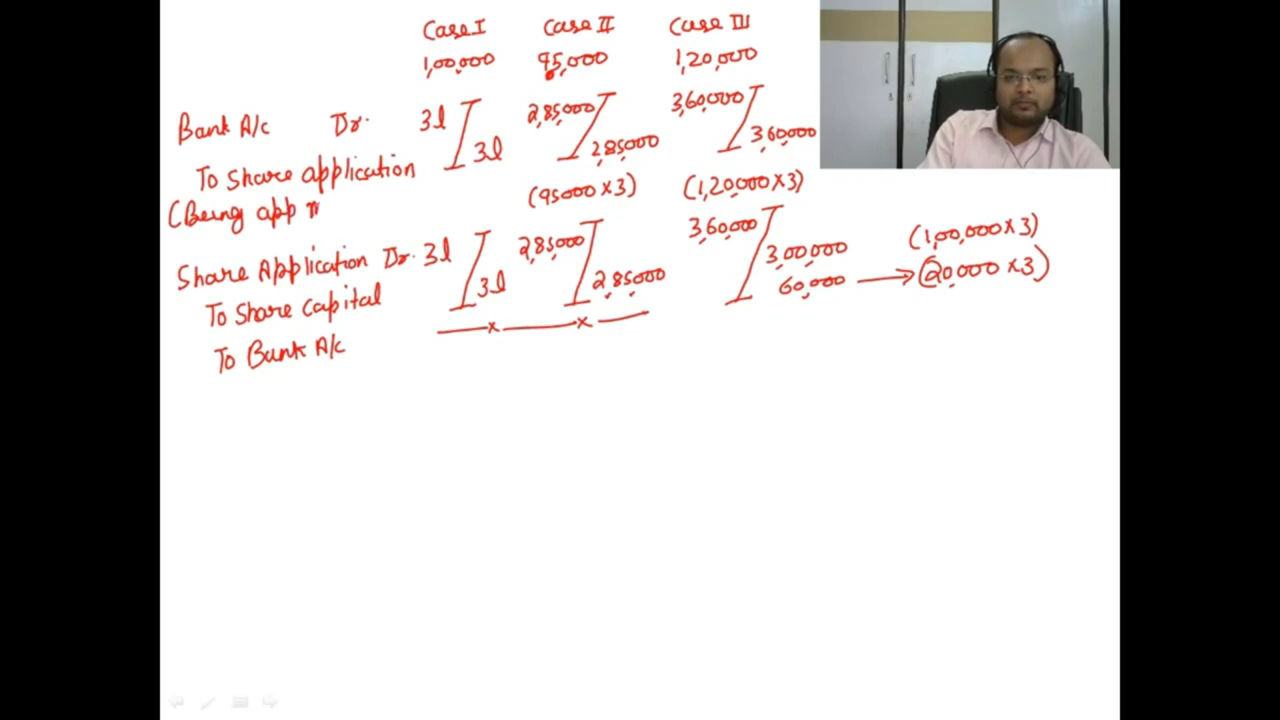 Case I Case II Case III
1,00,000 95,000 1,20,000
Bank A/c Dr. 3l 2,85,000 3,60,000
To Share application 3l 2,85,000 3,60,000
(Being app m (95000 x 3) (1,20,000 x 3)
Share Application Dr. 3l 2,85,000 3,60,000
To Share capital 3l 2,85,000 3,00,000 (1,00,000 x 3)
To Bank A/c 60,000 → (20,000 x 3)